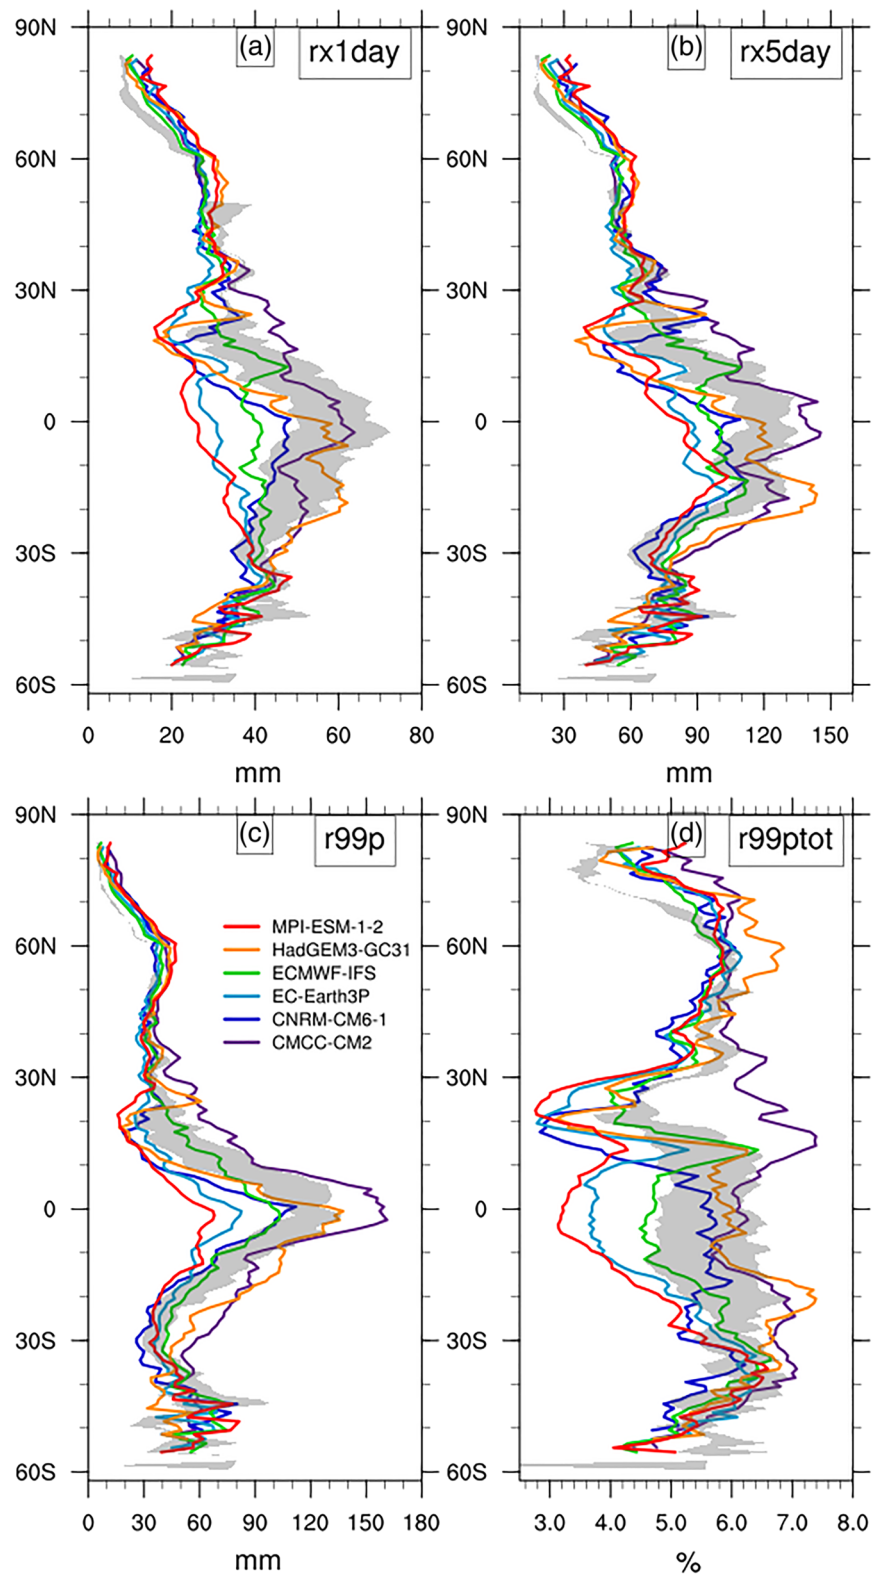 90N
(a)
rx1day
60N
30N
0
30S
60S
0 20 40 60 80
mm
(b)
rx5day
90N
60N
30N
0
30S
60S
30 60 90 120 150
mm
90N
(c)
r99p
MPI-ESM-1-2
HadGEM3-GC31
ECMWF-IFS
EC-Earth3P
CNRM-CM6-1
CMCC-CM2
60N
30N
0
30S
60S
0 30 60 90 120 150 180
mm
90N
(d)
r99ptot
60N
30N
0
30S
60S
3.0 4.0 5.0 6.0 7.0 8.0
%